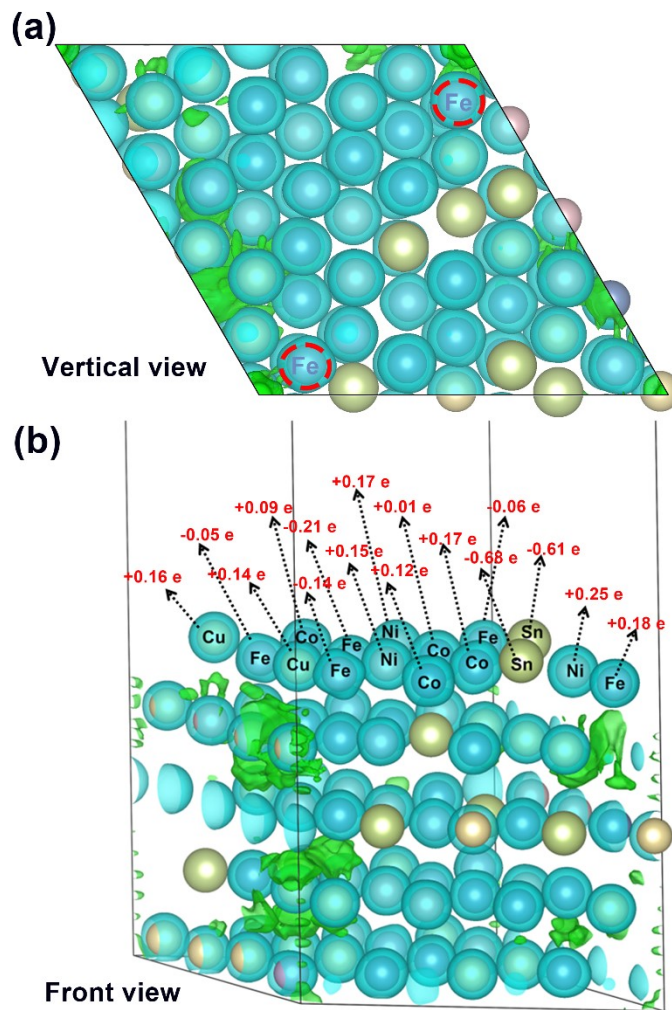 (a)
Fe
Fe
Vertical view
(b)
+0.17 e
+0.09 e
+0.01 e
-0.06 e
-0.05 e
-0.21 e
+0.15 e
+0.17 e
-0.68 e
-0.61 e
+0.16 e
+0.14 e
-0.14 e
+0.12 e
+0.25 e
+0.18 e
Cu
Co
Fe
Ni
Co
Fe
Sn
Fe
Cu
Fe
Ni
Co
Co
Sn
Ni
Fe
Front view